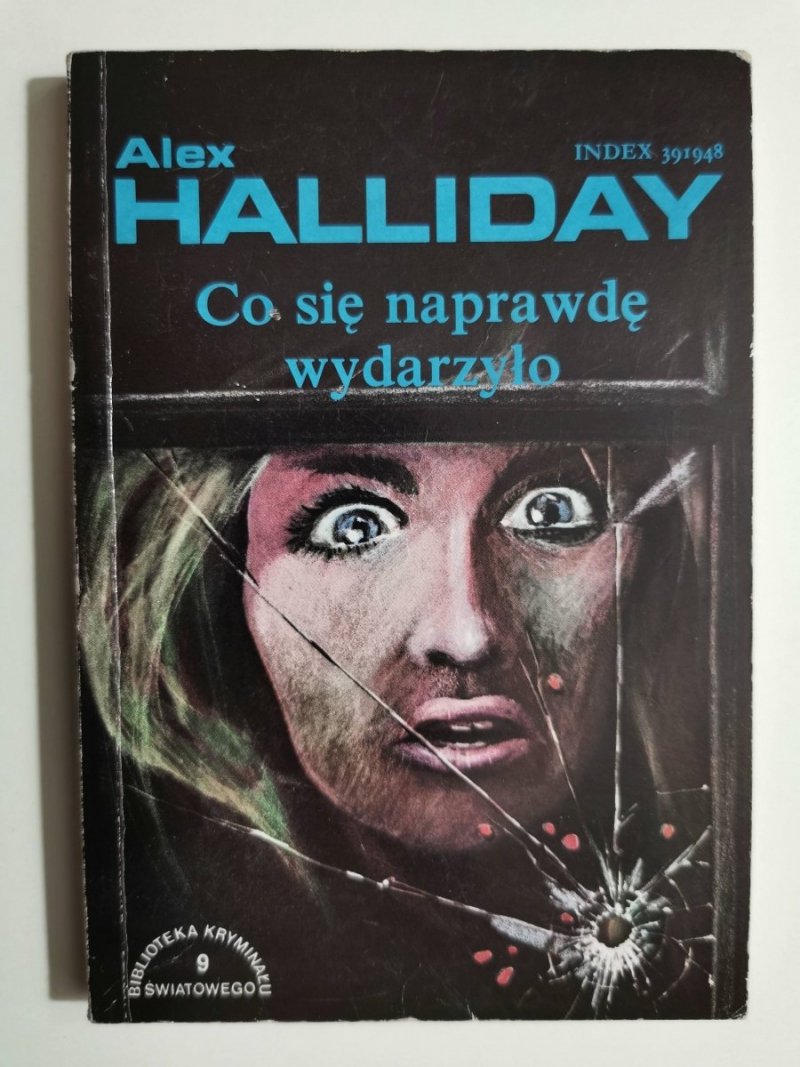 Alex
INDEX 391948
HALLIDAY
Co się naprawdę
wydarzyło
BIBLIOTEKA KRYMINAŁU
9
ŚWIATOWEGO